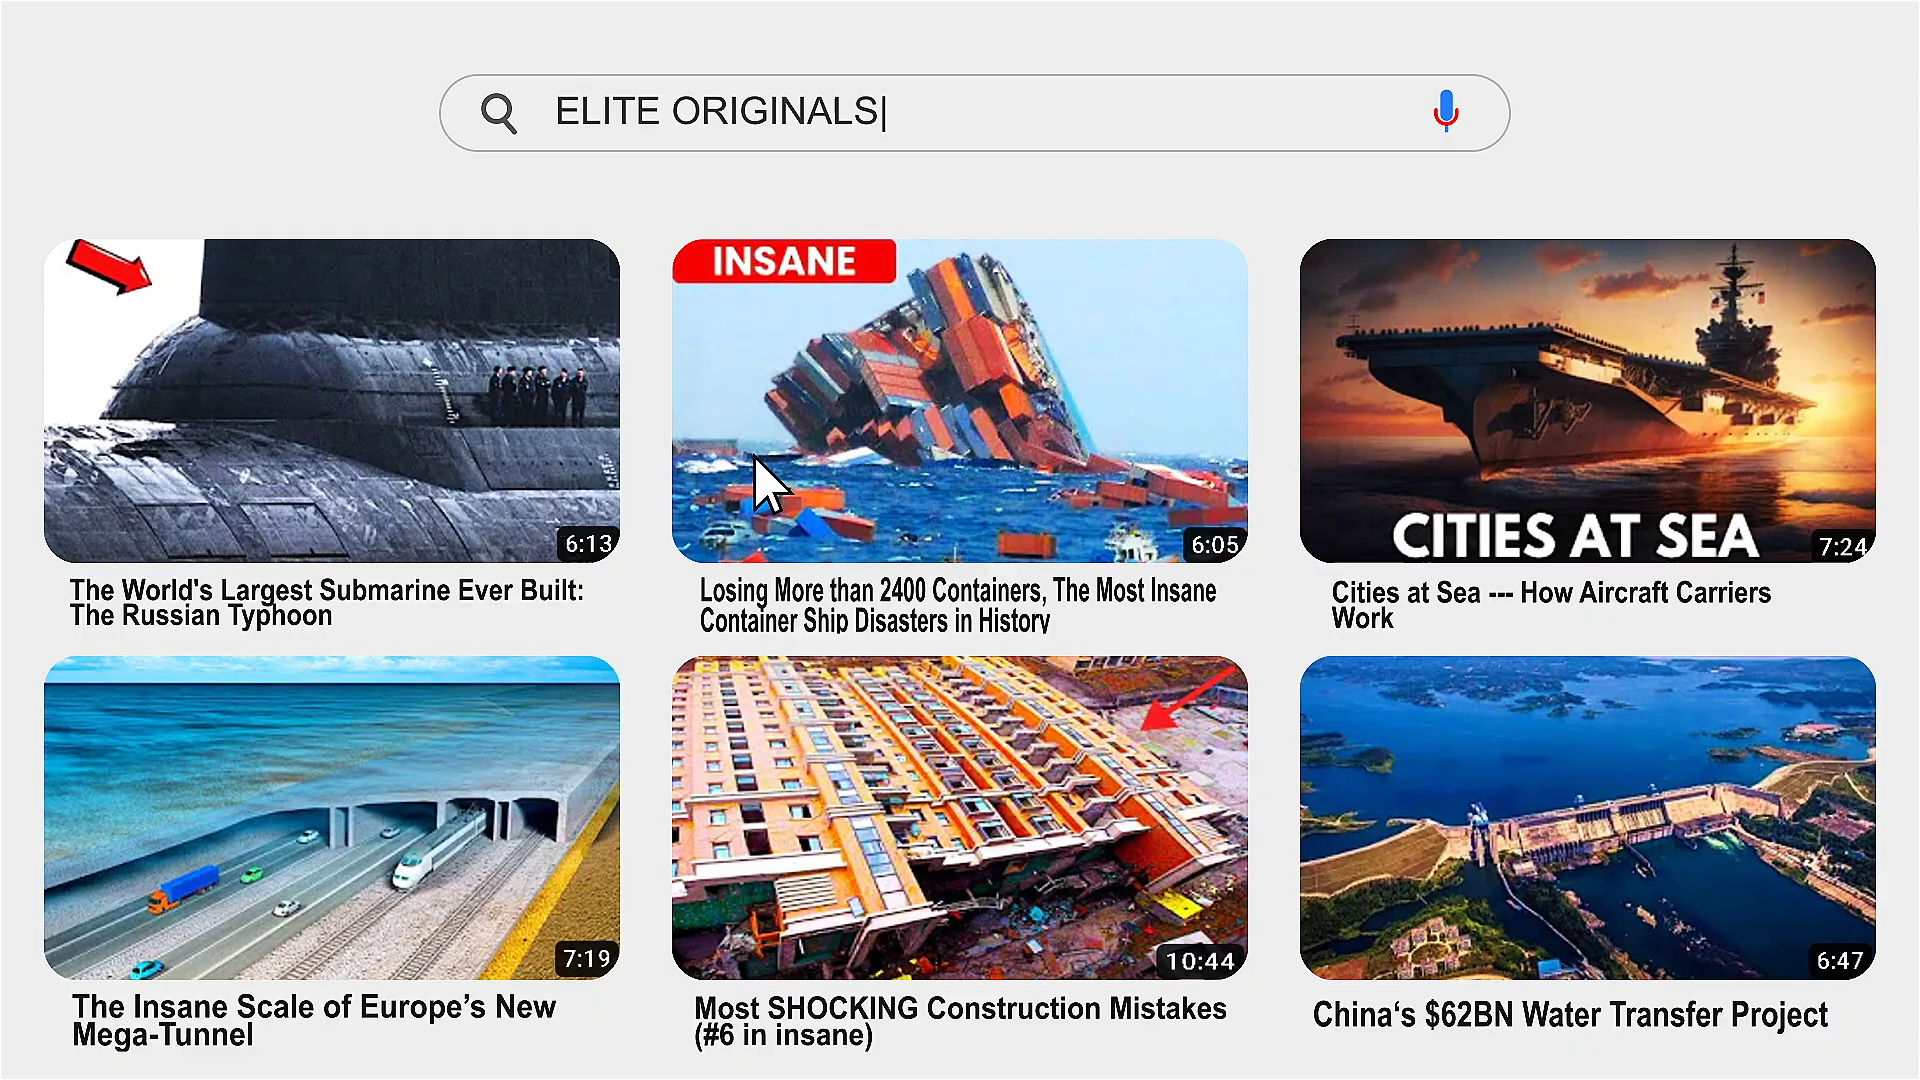 ELITE ORIGINALS
INSANE
CITIES AT SEA
6:13
6:05
7:24
The World's Largest Submarine Ever Built:
The Russian Typhoon
Losing More than 2400 Containers, The Most Insane
Container Ship Disasters in History
Cities at Sea --- How Aircraft Carriers
Work
7:19
10:44
6:47
The Insane Scale of Europe’s New
Mega-Tunnel
Most SHOCKING Construction Mistakes
(#6 in insane)
China‘s $62BN Water Transfer Project